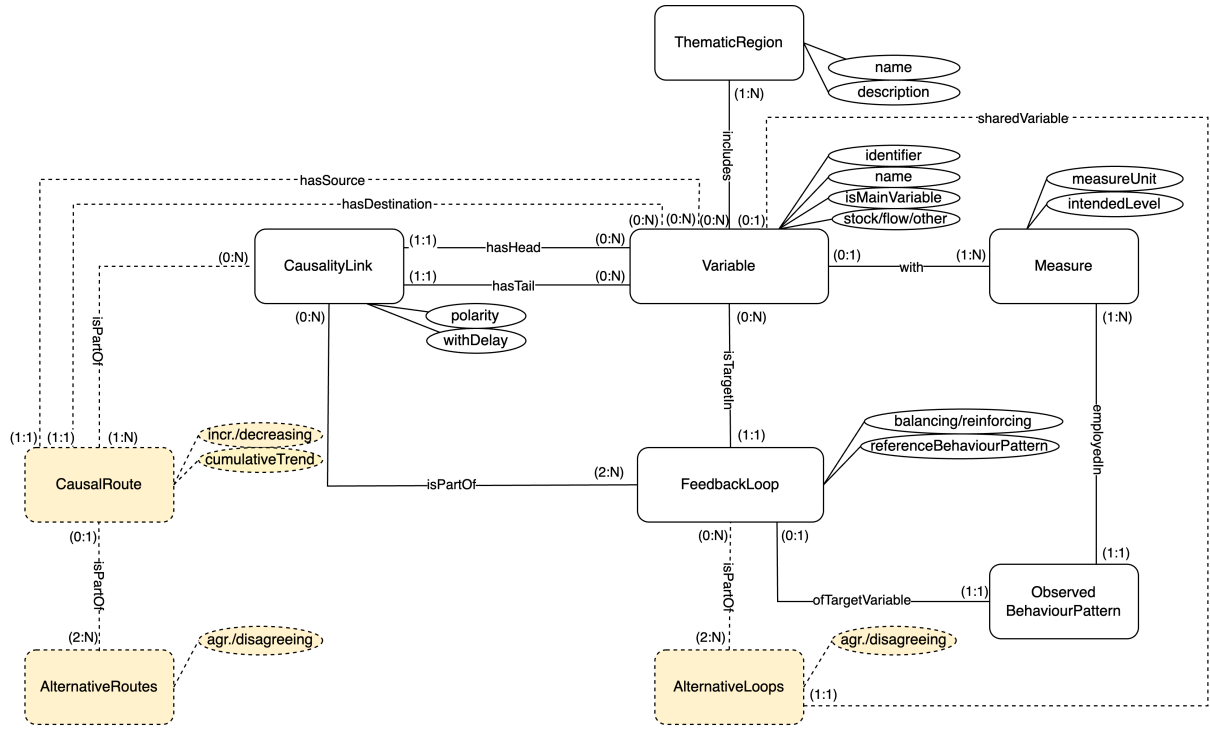 ThematicRegion
name
description
(1:N)
sharedVariable
includes
identifier
name
isMainVariable
stock/flow/other
measureUnit
intendedLevel
hasSource
hasDestination
(0:N)
(0:N)
(0:N)
(0:1)
(0:N)
CausalityLink
(1:1)
hasHead
(0:N)
(1:1)
hasTail
(0:N)
Variable
(0:1)
with
(1:N)
Measure
(0:N)
polarity
withDelay
(0:N)
(1:N)
isPartOf
isTargetIn
employedIn
(1:1)
(1:1)
(1:N)
incr./decreasing
cumulativeTrend
(1:1)
balancing/reinforcing
referenceBehaviourPattern
CausalRoute
isPartOf
(2:N)
FeedbackLoop
(0:1)
(0:N)
(0:1)
(1:1)
isPartOf
isPartOf
ofTargetVariable
(1:1)
Observed
BehaviourPattern
(2:N)
agr./disagreeing
(2:N)
agr./disagreeing
AlternativeRoutes
AlternativeLoops
(1:1)